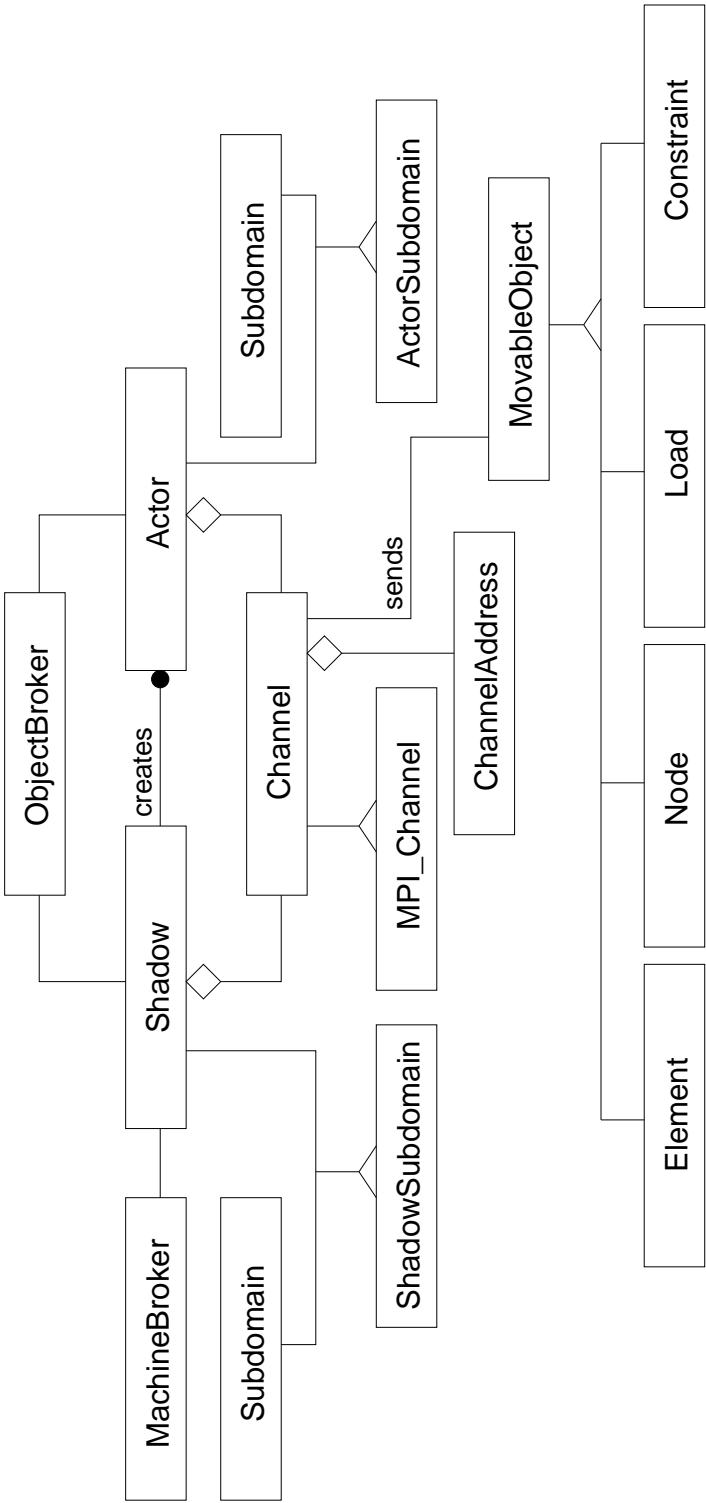 ObjectBroker
MachineBroker
Shadow
creates
Actor
Subdomain
Channel
Subdomain
ShadowSubdomain
MPI_Channel
sends
ActorSubdomain
ChannelAddress
MovableObject
Element
Node
Load
Constraint